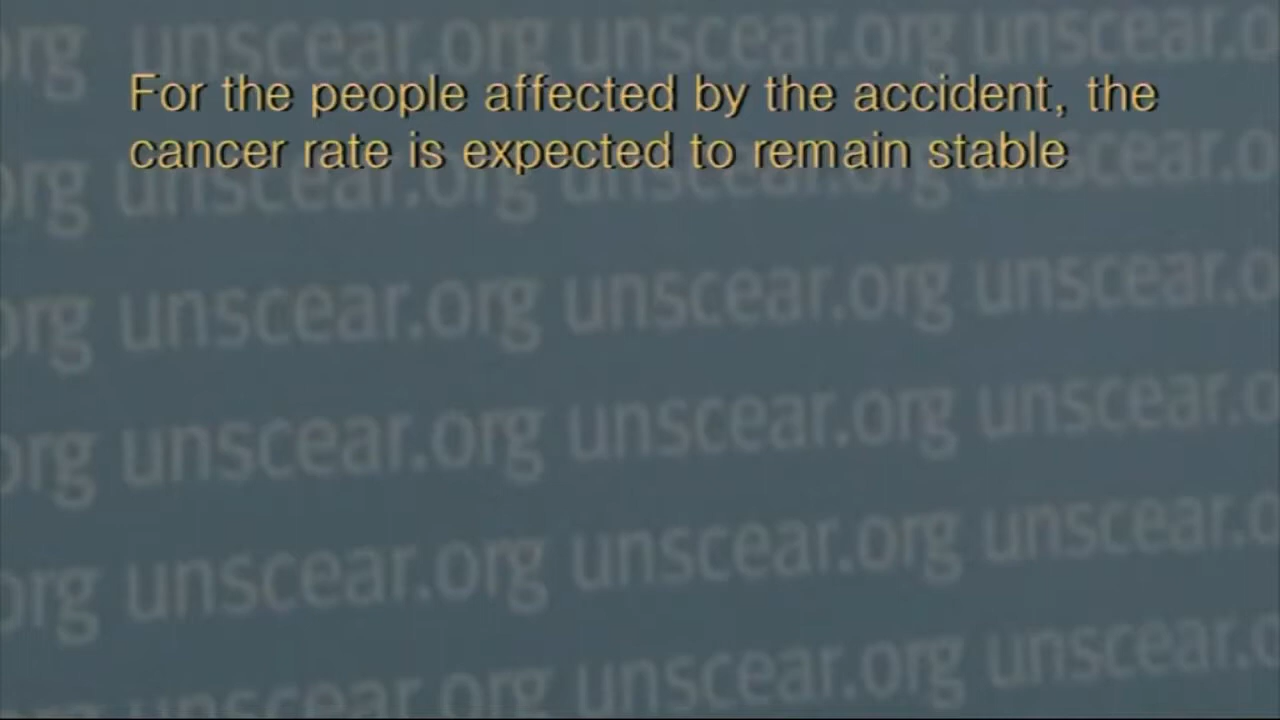 org unscear.org unscear.org unscear.o
For the people affected by the accident, the
cancer rate is expected to remain stable
org unscear.org unscear.org unscear.o
org unscear.org unscear.org unscear.o
org unscear.org unscear.org unscear.o
org unscear.org unscear.org unscear.o
unscear.org unscear.org unscear.o